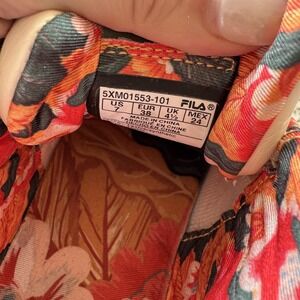 5XM01553-101 FILA®
US EUR UK MEX
7 38 4½ 24
MADE IN CHINA
FABRIQUÉ EN CHINE